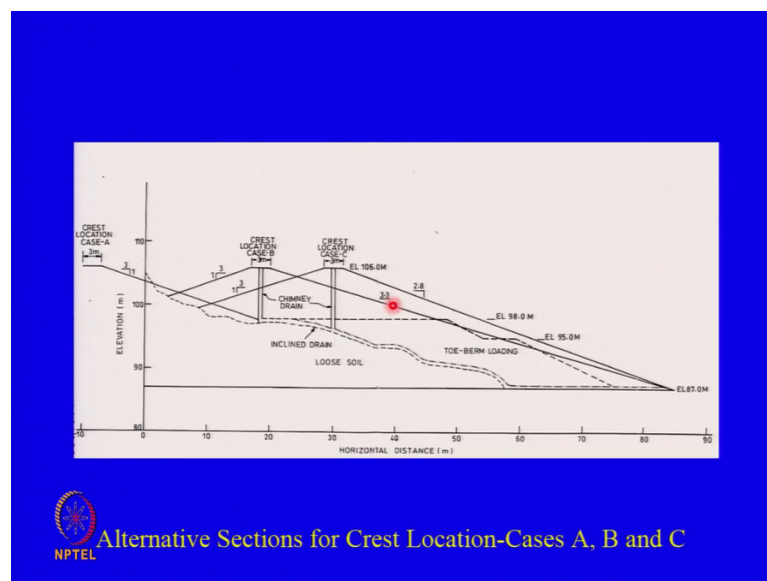 CREST
LOCATION
CASE-A
3m
3
1
3
1
3
1
CREST
LOCATION
CASE-B
3m
CREST
LOCATION
CASE-C
3m
EL 106.0M
CHIMNEY
DRAIN
3·3
2·8
EL 98·0 M
EL 95·0M
INCLINED DRAIN
TOE-BERM LOADING
LOOSE SOIL
EL87·0M
ELEVATION (m)
110
100
90
80
-10 0 10 20 30 40 50 60 70 80 90
HORIZONTAL DISTANCE (m)
NPTEL
Alternative Sections for Crest Location-Cases A, B and C